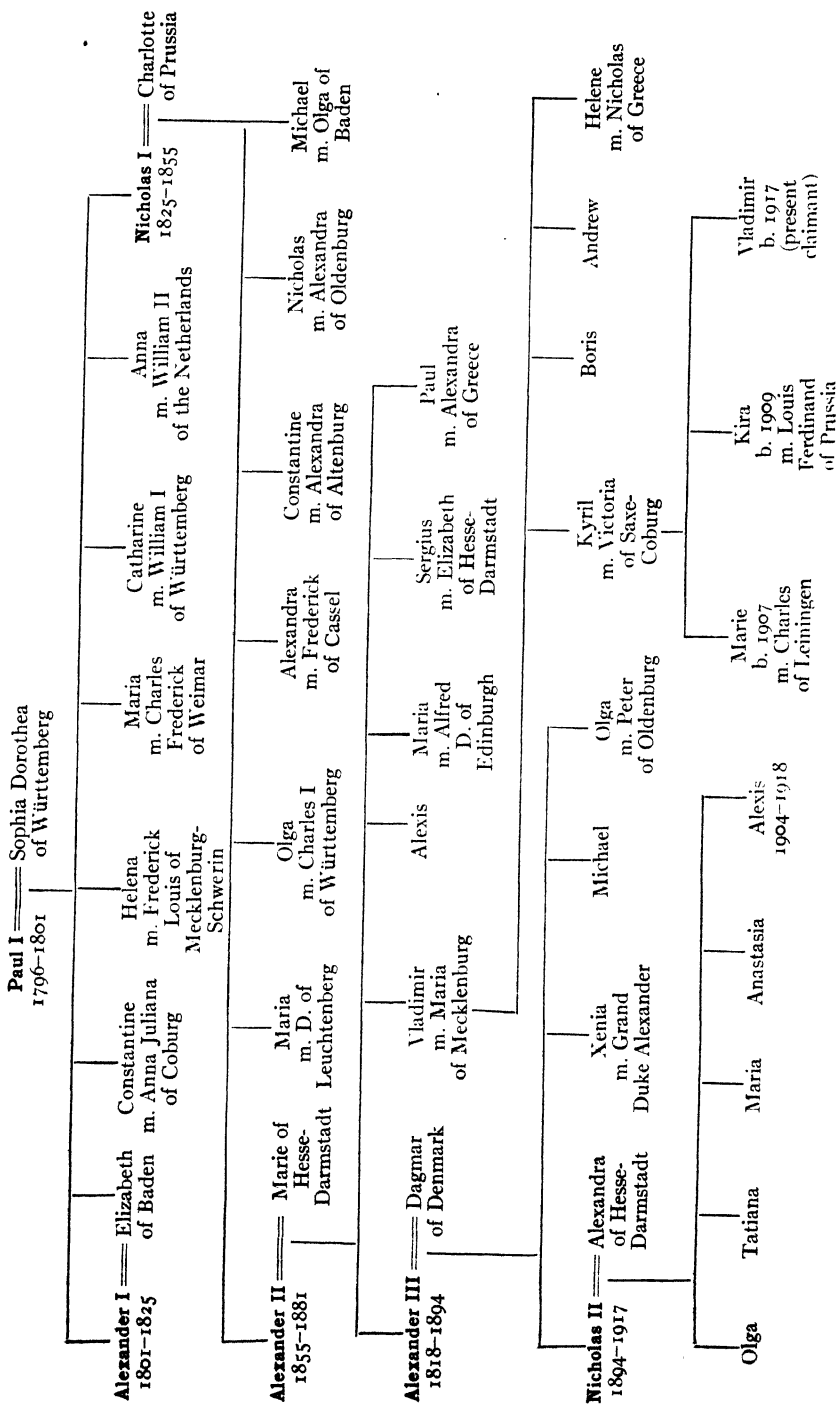 Paul I
1796–1801
Sophia Dorothea
of Württemberg
Alexander I
1801–1825
Elizabeth
of Baden
Constantine
m. Anna Juliana
of Coburg
Helena
m. Frederick
Louis of
Mecklenburg-
Schwerin
Maria
m. Charles
Frederick
of Weimar
Catharine
m. William I
of Württemberg
Anna
m. William II
of the Netherlands
Nicholas I
1825–1855
Charlotte
of Prussia
Alexander II
1855–1881
Marie of
Hesse-
Darmstadt
Maria
m. D. of
Leuchtenberg
Olga
m. Charles I
of Württemberg
Alexandra
m. Frederick
of Cassel
Constantine
m. Alexandra
of Altenburg
Nicholas
m. Alexandra
of Oldenburg
Michael
m. Olga of
Baden
Alexander III
1818–1894
Dagmar
of Denmark
Vladimir
m. Maria
of Mecklenburg
Alexis
Maria
m. Alfred
D. of
Edinburgh
Sergius
m. Elizabeth
of Hesse-
Darmstadt
Paul
m. Alexandra
of Greece
Nicholas II
1894–1917
Alexandra
of Hesse-
Darmstadt
Xenia
m. Grand
Duke Alexander
Michael
Olga
m. Peter
of Oldenburg
Kyril
m. Victoria
of Saxe-
Coburg
Boris
Andrew
Helene
m. Nicholas
of Greece
Olga
Tatiana
Maria
Anastasia
Alexis
1904–1918
Marie
b. 1907
m. Charles
of Leiningen
Kira
b. 1909
m. Louis
Ferdinand
of Prussia
Vladimir
b. 1917
(present
claimant)